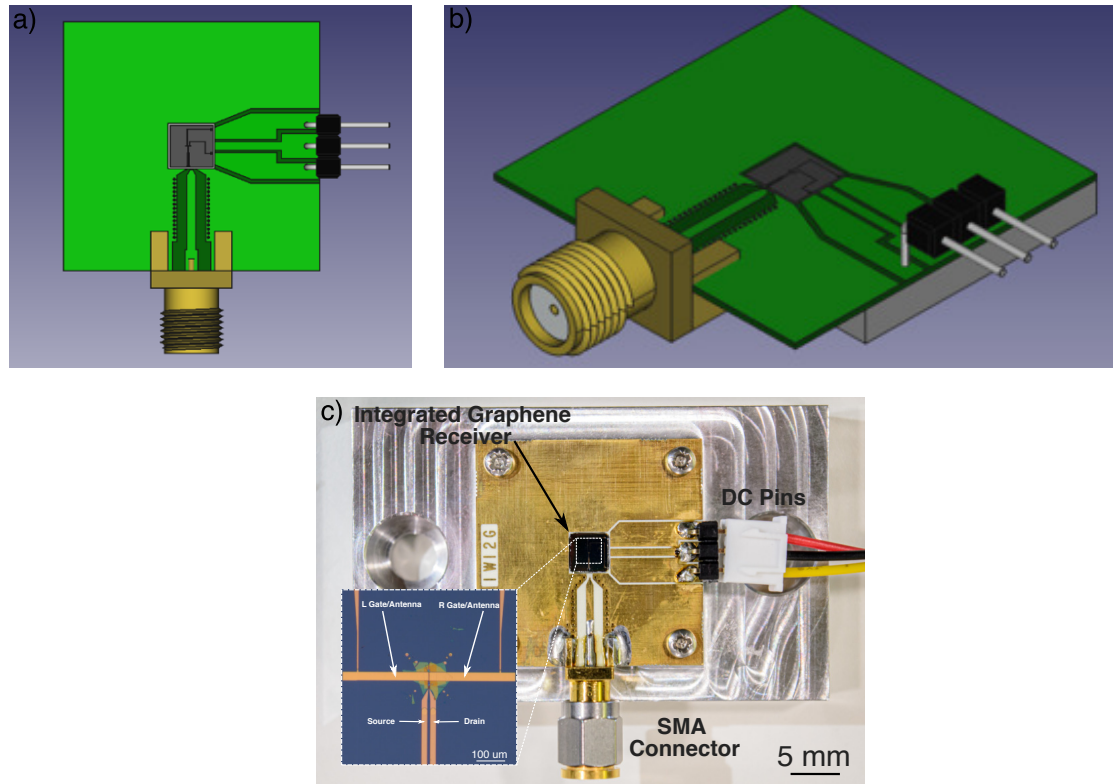 a)
b)
c)
Integrated Graphene
Receiver
DC Pins
1W12G
L Gate/Antenna
R Gate/Antenna
Source
Drain
100 um
SMA
Connector
5 mm